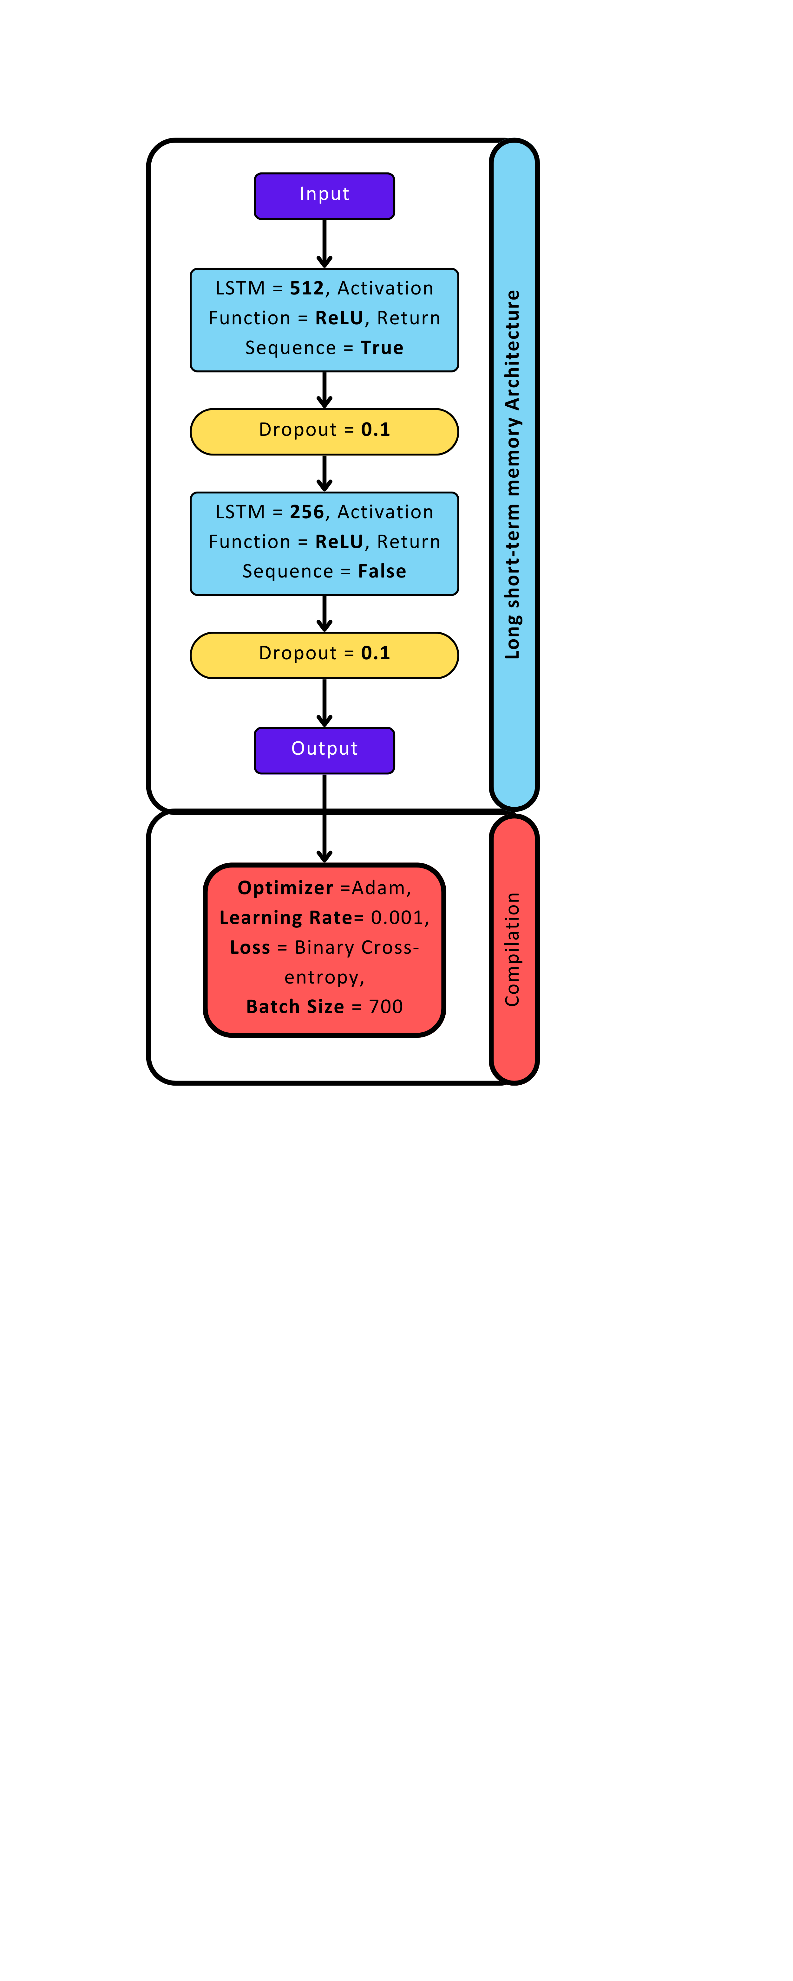 Input
LSTM = 512, Activation
Function = ReLU, Return
Sequence = True
Dropout = 0.1
LSTM = 256, Activation
Function = ReLU, Return
Sequence = False
Dropout = 0.1
Output
Long short-term memory Architecture
Optimizer =Adam,
Learning Rate= 0.001,
Loss = Binary Cross-
entropy,
Batch Size = 700
Compilation